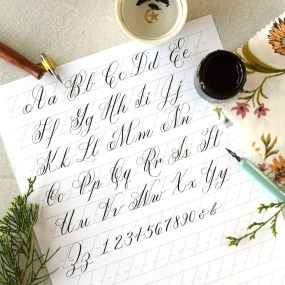 Aa Bb Cc Dd Ee
Ff Gg Hh Ii Jj
Kk Ll Mm Nn
Oo Pp Qq Rr Ss Tt
Uu Vv Ww Xx Yy
Zz 1234567890 &